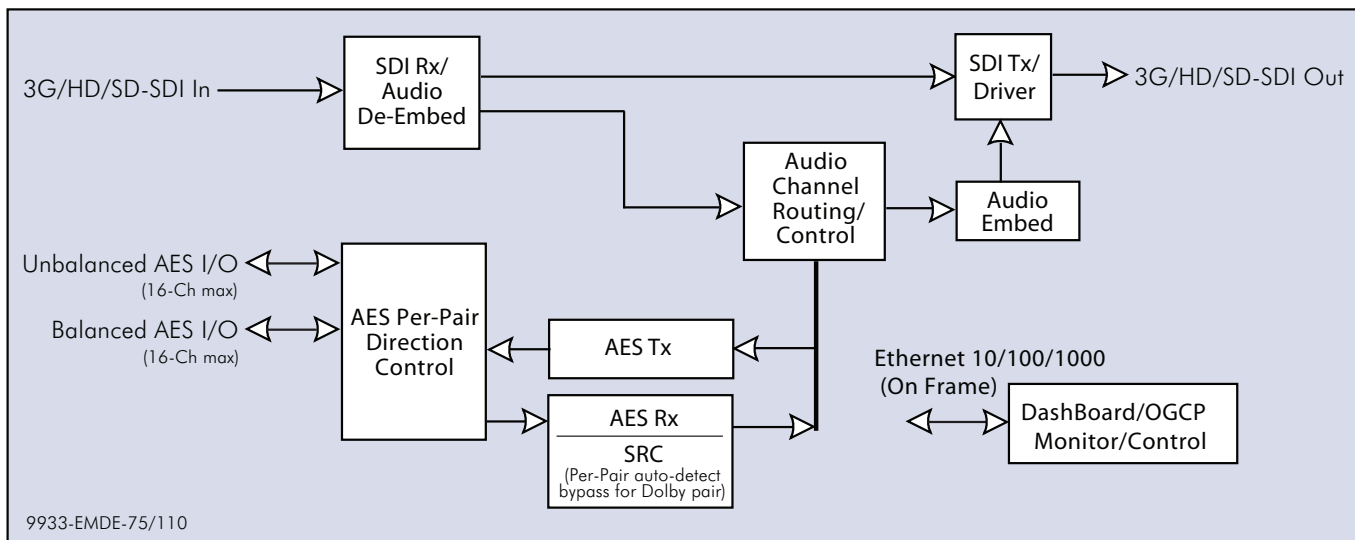 3G/HD/SD-SDI In
SDI Rx/
Audio
De-Embed
SDI Tx/
Driver
3G/HD/SD-SDI Out
Audio
Channel
Routing/
Control
Audio
Embed
Unbalanced AES I/O
(16-Ch max)
Balanced AES I/O
(16-Ch max)
AES Per-Pair
Direction
Control
AES Tx
AES Rx
SRC
(Per-Pair auto-detect
bypass for Dolby pair)
Ethernet 10/100/1000
(On Frame)
DashBoard/OGCP
Monitor/Control
9933-EMDE-75/110